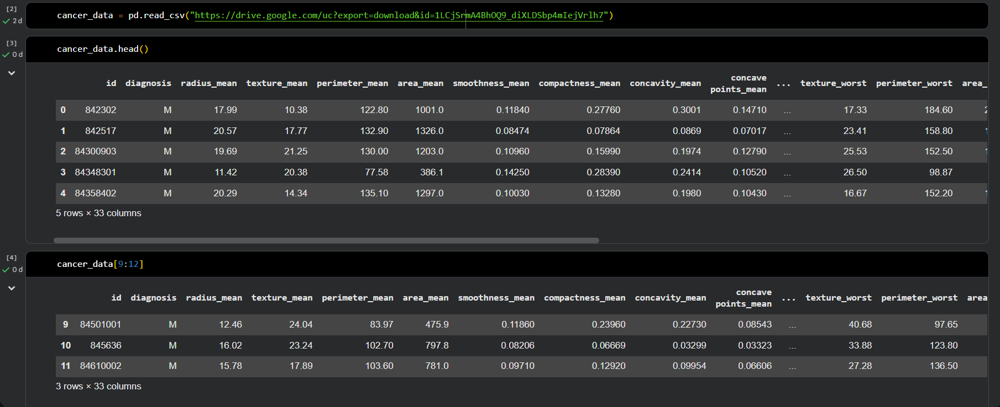 [2]
2 d
cancer_data = pd.read_csv("https://drive.google.com/uc?export=download&id=1LCjSrmA4BhOQ9_diXLDSbp4mIejVrlh7")
[3]
0 d
cancer_data.head()
id diagnosis radius_mean texture_mean perimeter_mean area_mean smoothness_mean compactness_mean concavity_mean concave points_mean ... texture_worst perimeter_worst area_
0 842302 M 17.99 10.38 122.80 1001.0 0.11840 0.27760 0.3001 0.14710 ... 17.33 184.60
1 842517 M 20.57 17.77 132.90 1326.0 0.08474 0.07864 0.0869 0.07017 ... 23.41 158.80
2 84300903 M 19.69 21.25 130.00 1203.0 0.10960 0.15990 0.1974 0.12790 ... 25.53 152.50
3 84348301 M 11.42 20.38 77.58 386.1 0.14250 0.28390 0.2414 0.10520 ... 26.50 98.87
4 84358402 M 20.29 14.34 135.10 1297.0 0.10030 0.13280 0.1980 0.10430 ... 16.67 152.20
5 rows × 33 columns
[4]
0 d
cancer_data[9:12]
id diagnosis radius_mean texture_mean perimeter_mean area_mean smoothness_mean compactness_mean concavity_mean concave points_mean ... texture_worst perimeter_worst area
9 84501001 M 12.46 24.04 83.97 475.9 0.11860 0.23960 0.22730 0.08543 ... 40.68 97.65
10 845636 M 16.02 23.24 102.70 797.8 0.08206 0.06669 0.03299 0.03323 ... 33.88 123.80
11 84610002 M 15.78 17.89 103.60 781.0 0.09710 0.12920 0.09954 0.06606 ... 27.28 136.50
3 rows × 33 columns